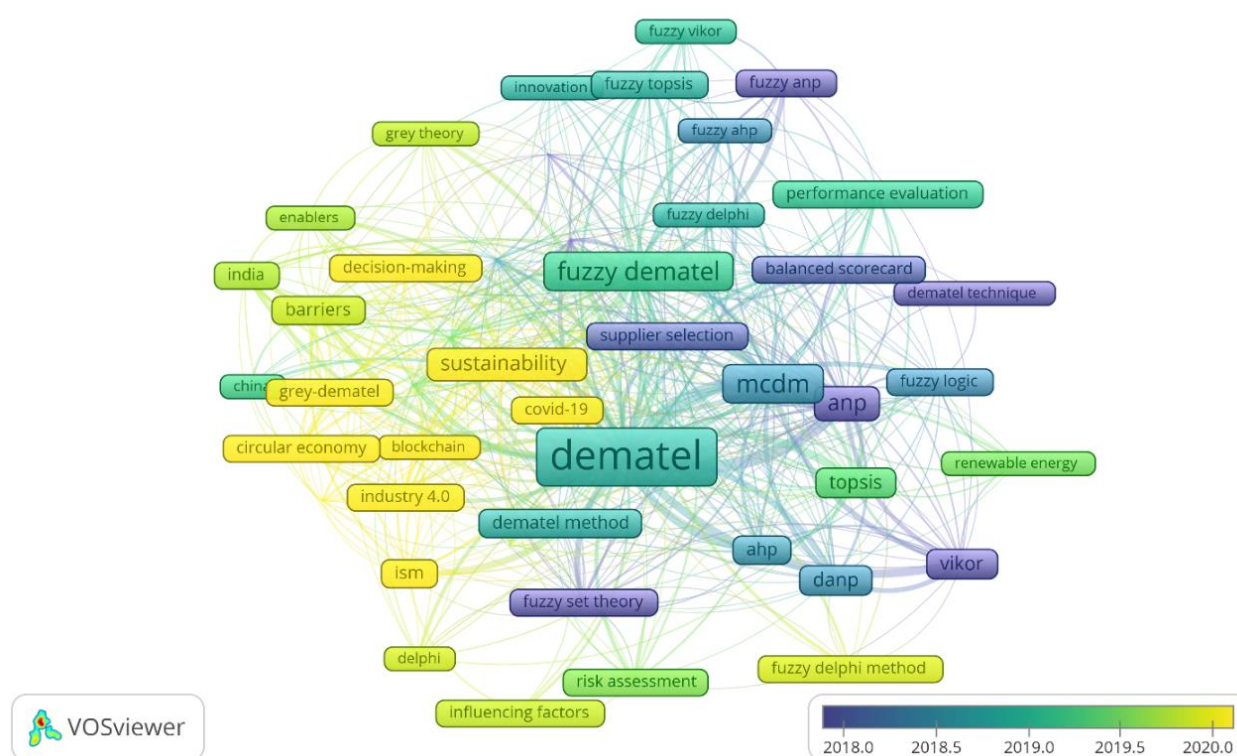 fuzzy vikor
innovation
fuzzy topsis
fuzzy anp
grey theory
fuzzy ahp
performance evaluation
enablers
fuzzy delphi
india
decision-making
fuzzy dematel
balanced scorecard
dematel technique
barriers
supplier selection
sustainability
mcdm
fuzzy logic
china
grey-dematel
covid-19
anp
circular economy
blockchain
dematel
renewable energy
industry 4.0
topsis
dematel method
ahp
vikor
ism
danp
fuzzy set theory
delphi
fuzzy delphi method
risk assessment
influencing factors
VOSviewer
2018.0 2018.5 2019.0 2019.5 2020.0